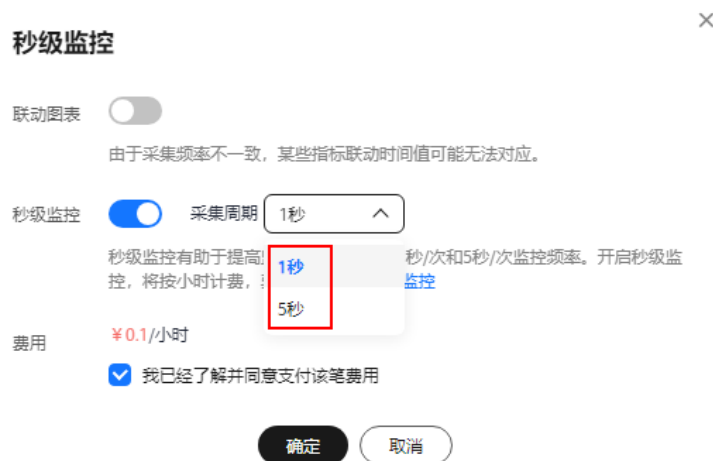 秒级监控
联动图表
由于采集频率不一致，某些指标联动时间值可能无法对应。
秒级监控 采集周期 1秒
秒级监控有助于提高 秒/次和5秒/次监控频率。开启秒级监
控，将按小时计费， 监控
1秒
5秒
费用 ¥0.1/小时
我已经了解并同意支付该笔费用
确定 取消